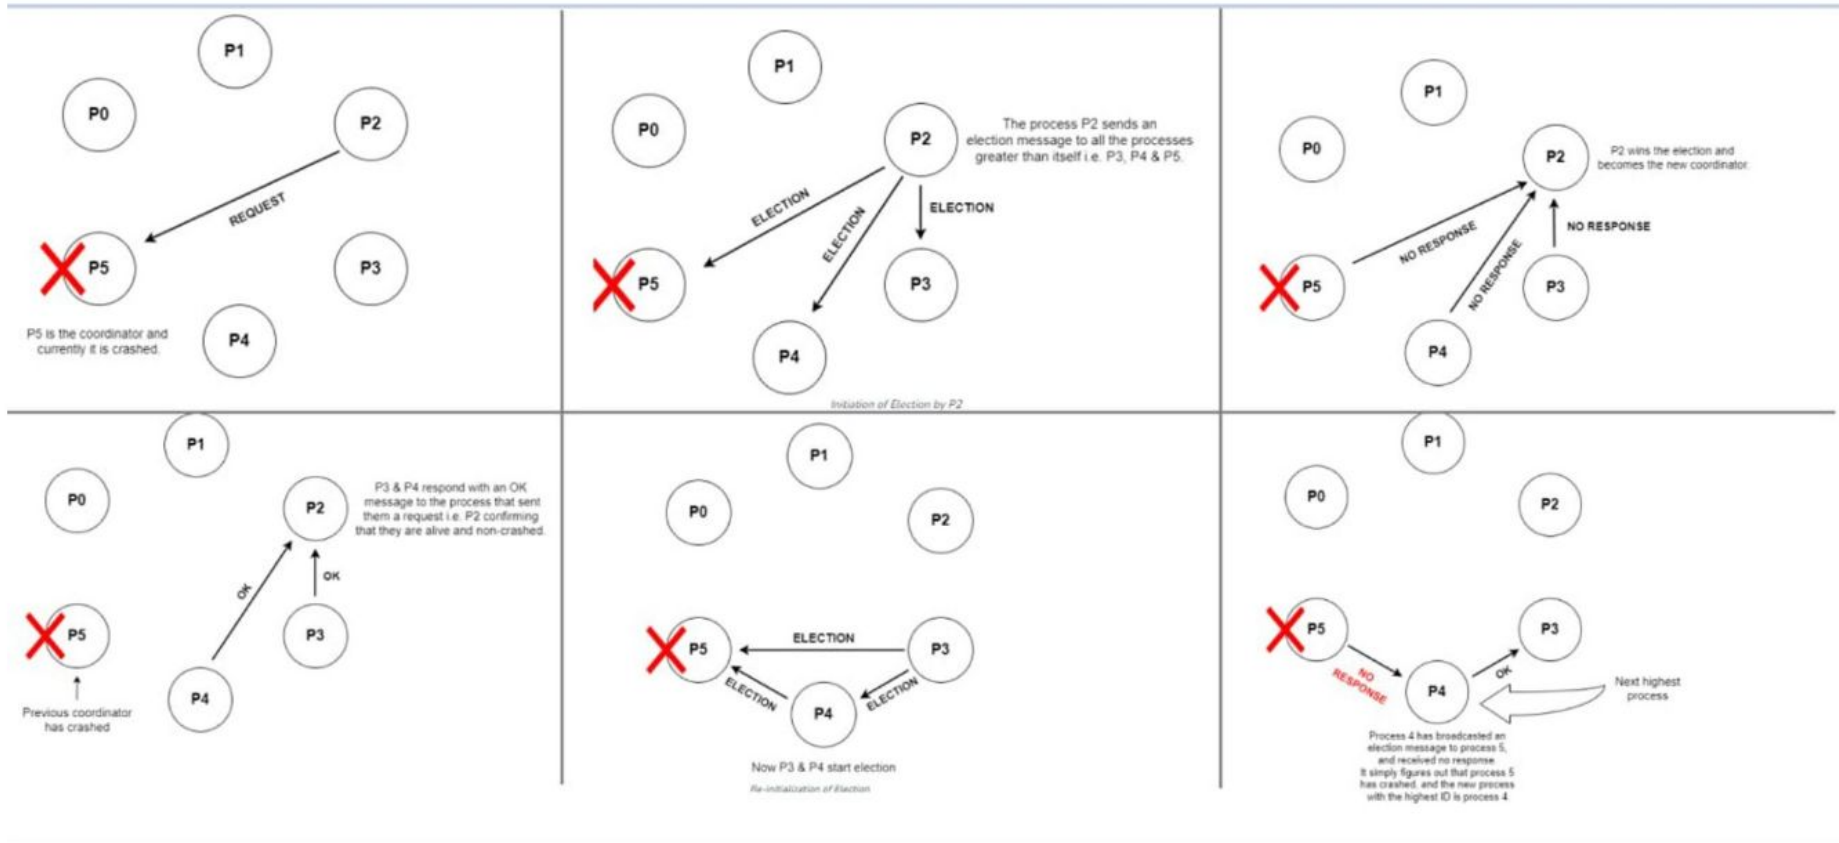 P1
P0
P2
REQUEST
P5
P3
P5 is the coordinator and
currently it is crashed.
P4
P1
P0
P2
The process P2 sends an
election message to all the processes
greater than itself i.e. P3, P4 & P5.
ELECTION
ELECTION
ELECTION
P5
P3
P4
Initiation of Election by P2
P1
P0
P2
P2 wins the election and
becomes the new coordinator.
NO RESPONSE
NO RESPONSE
NO RESPONSE
P5
P3
P4
P1
P0
P2
P3 & P4 respond with an OK
message to the process that sent
them a request i.e. P2 confirming
that they are alive and non-crashed.
OK
OK
P5
P3
P4
Previous coordinator
has crashed
P1
P0
P2
ELECTION
P5
P3
ELECTION
ELECTION
P4
Now P3 & P4 start election
Re-initialization of Election
P1
P0
P2
P5
P3
NO
RESPONSE
OK
P4
Next highest
process
Process 4 has broadcasted an
election message to process 5,
and received no response
It simply figures out that process 5
has crashed, and the new process
with the highest ID is process 4